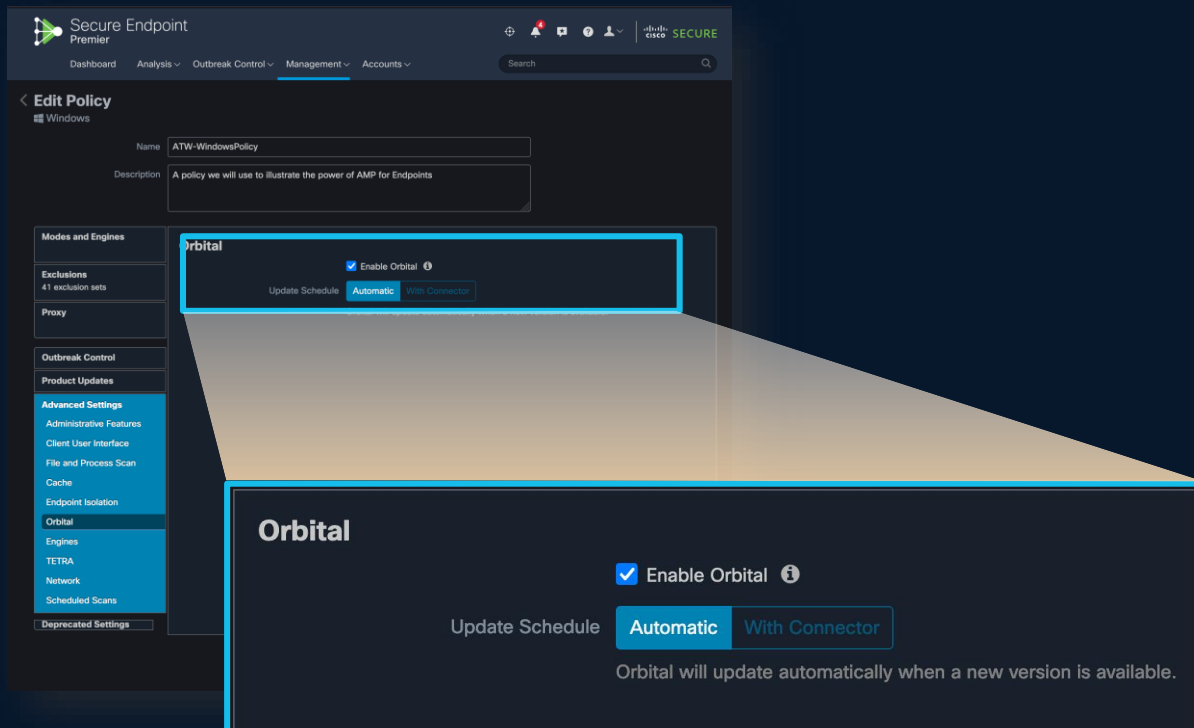 Secure Endpoint
Premier
4
cisco SECURE
Dashboard Analysis Outbreak Control Management Accounts
Search
Edit Policy
Windows
Name ATW-WindowsPolicy
Description A policy we will use to illustrate the power of AMP for Endpoints
Modes and Engines
Exclusions
41 exclusion sets
Proxy
Outbreak Control
Product Updates
Advanced Settings
Administrative Features
Client User Interface
File and Process Scan
Cache
Endpoint Isolation
Orbital
Engines
TETRA
Network
Scheduled Scans
Deprecated Settings
Orbital
Enable Orbital
Update Schedule Automatic With Connector
Orbital
Enable Orbital
Update Schedule Automatic With Connector
Orbital will update automatically when a new version is available.